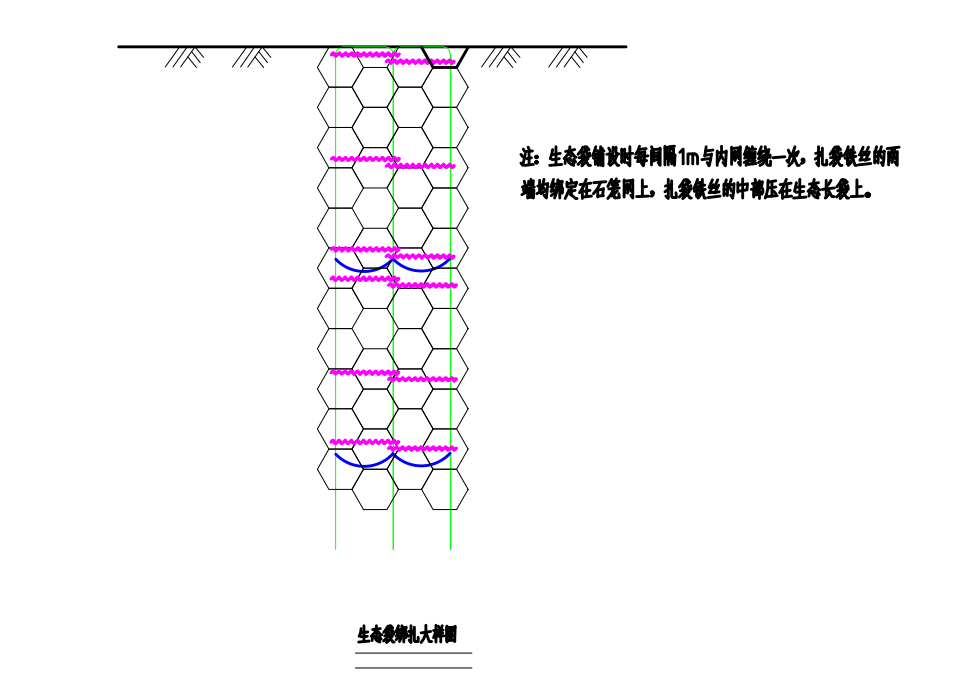 注：生态袋铺设时每间隔1m与内网缠绕一次，扎袋铁丝的两
端均绑定在石笼网上，扎袋铁丝的中部压在生态长袋上。
生态袋绑扎大样图